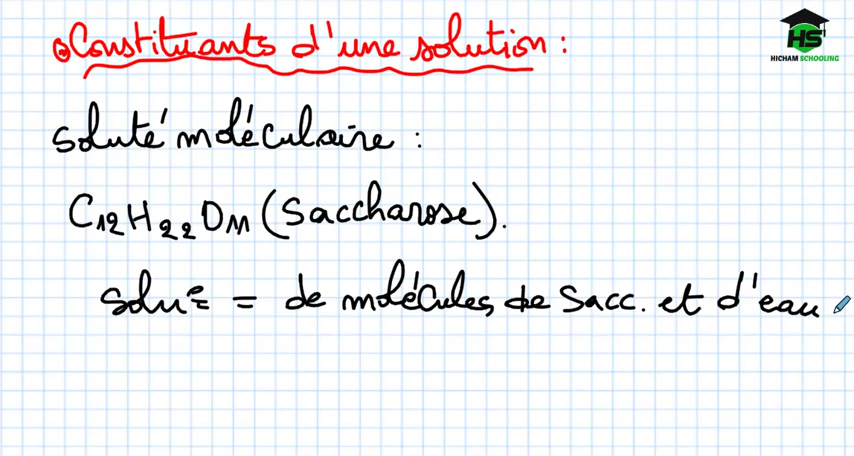 Constituants d'une solution :
HS
HICHAM SCHOOLING
soluté moléculaire :
C12H22O11 (Saccharose).
solu° = de molécules de Sacc. et d'eau